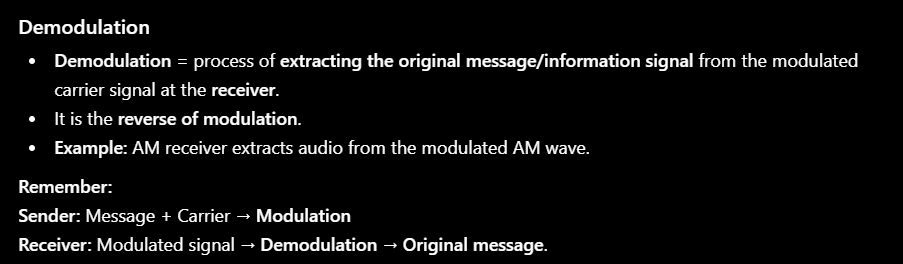 Demodulation
• Demodulation = process of extracting the original message/information signal from the modulated
carrier signal at the receiver.
• It is the reverse of modulation.
• Example: AM receiver extracts audio from the modulated AM wave.
Remember:
Sender: Message + Carrier → Modulation
Receiver: Modulated signal → Demodulation → Original message.